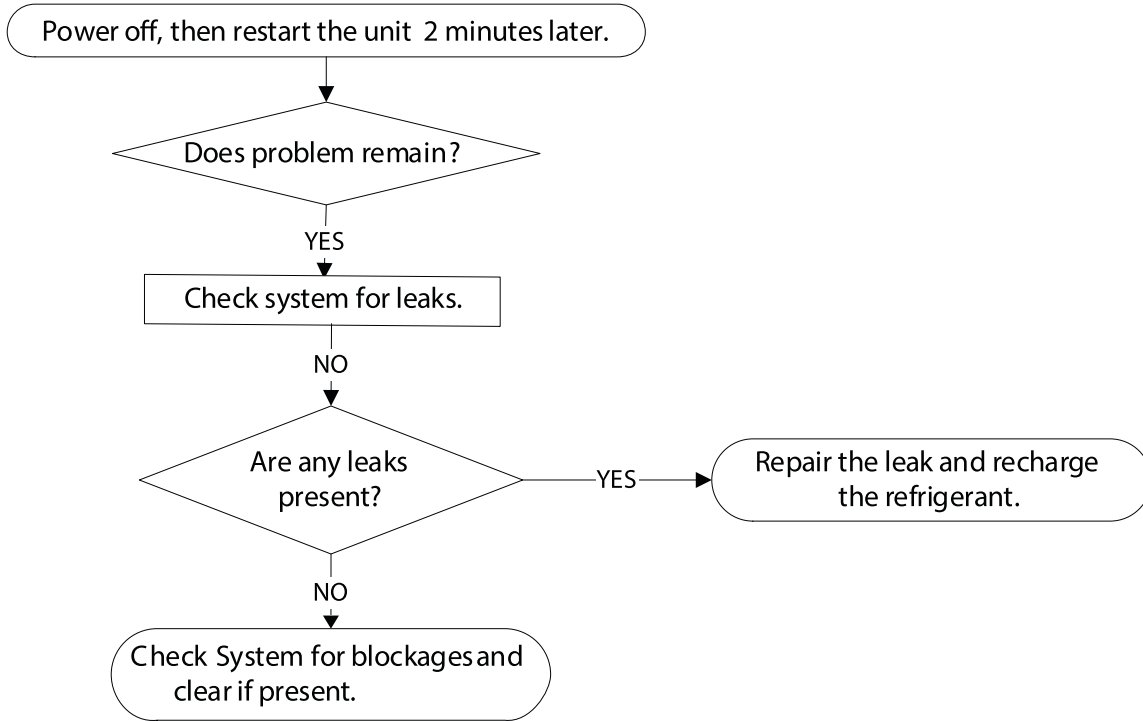 Power off, then restart the unit 2 minutes later.
Does problem remain?
YES
Check system for leaks.
NO
Are any leaks
present?
YES
Repair the leak and recharge
the refrigerant.
NO
Check System for blockages and
clear if present.